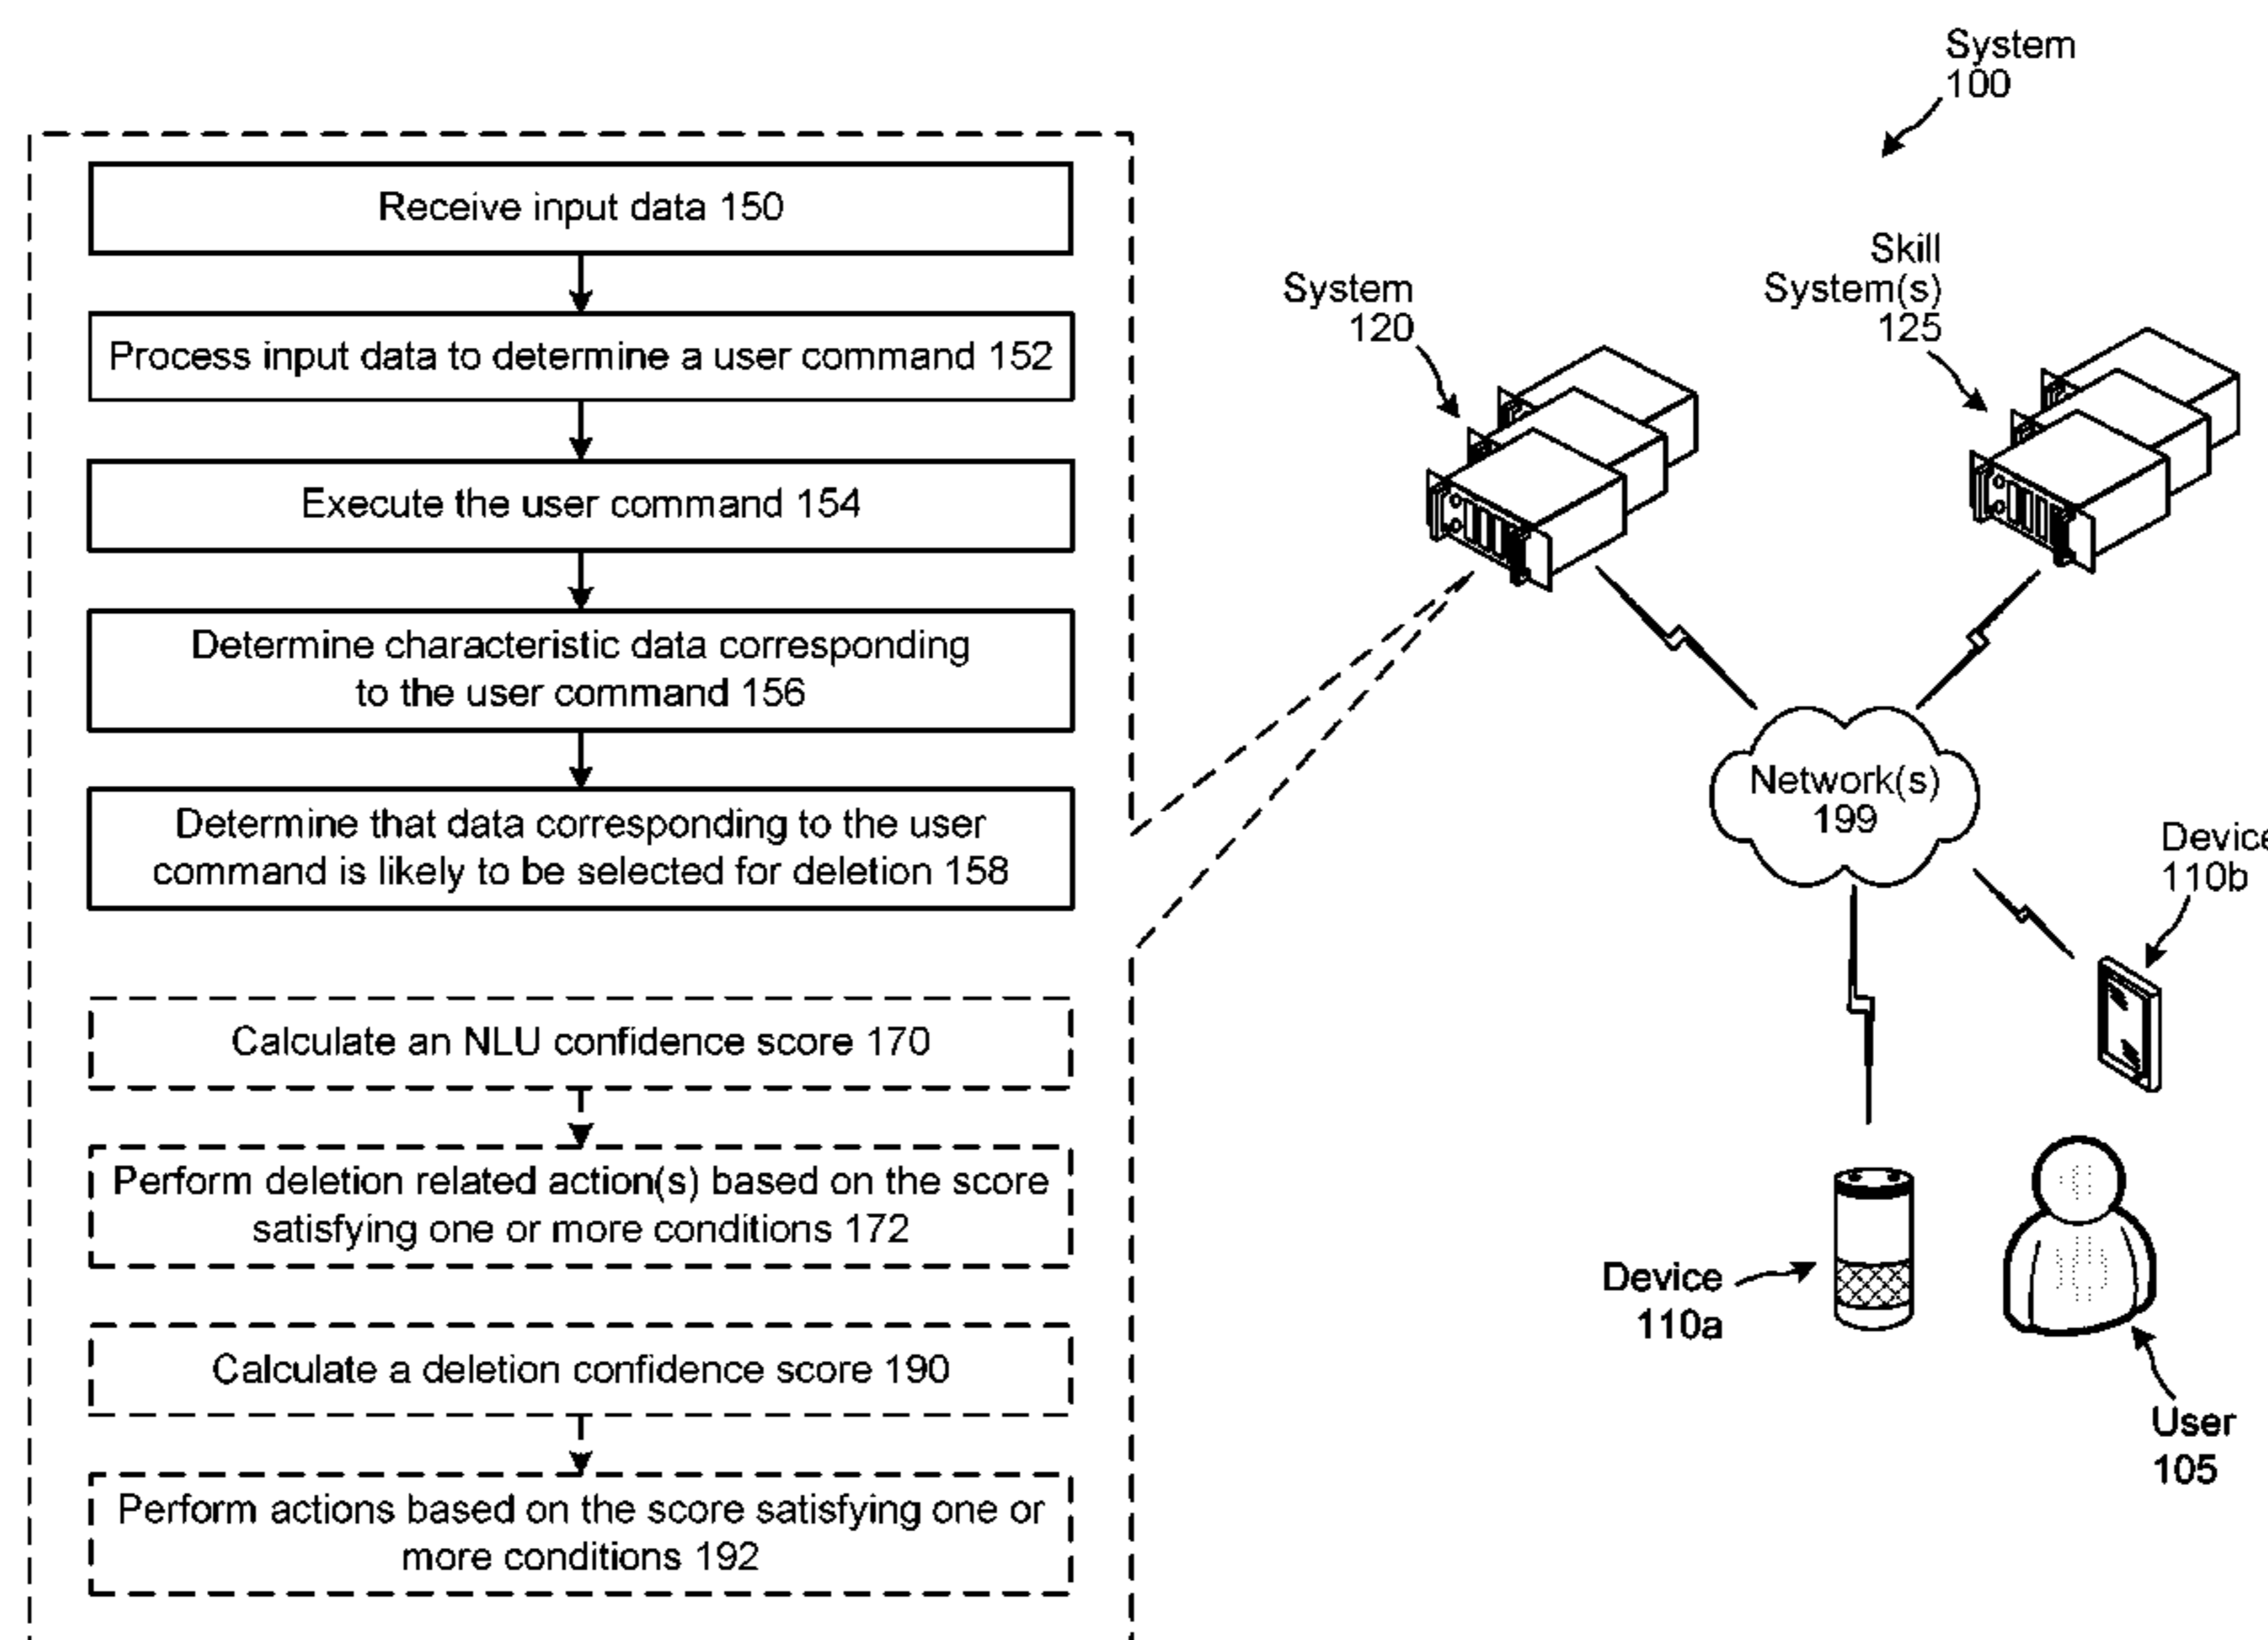 System
100
Receive input data 150
Process input data to determine a user command 152
Execute the user command 154
Determine characteristic data corresponding
to the user command 156
Determine that data corresponding to the user
command is likely to be selected for deletion 158
Calculate an NLU confidence score 170
Perform deletion related action(s) based on the score
satisfying one or more conditions 172
Calculate a deletion confidence score 190
Perform actions based on the score satisfying one or
more conditions 192
System
120
Skill
System(s)
125
Network(s)
199
Device
110b
Device
110a
User
105